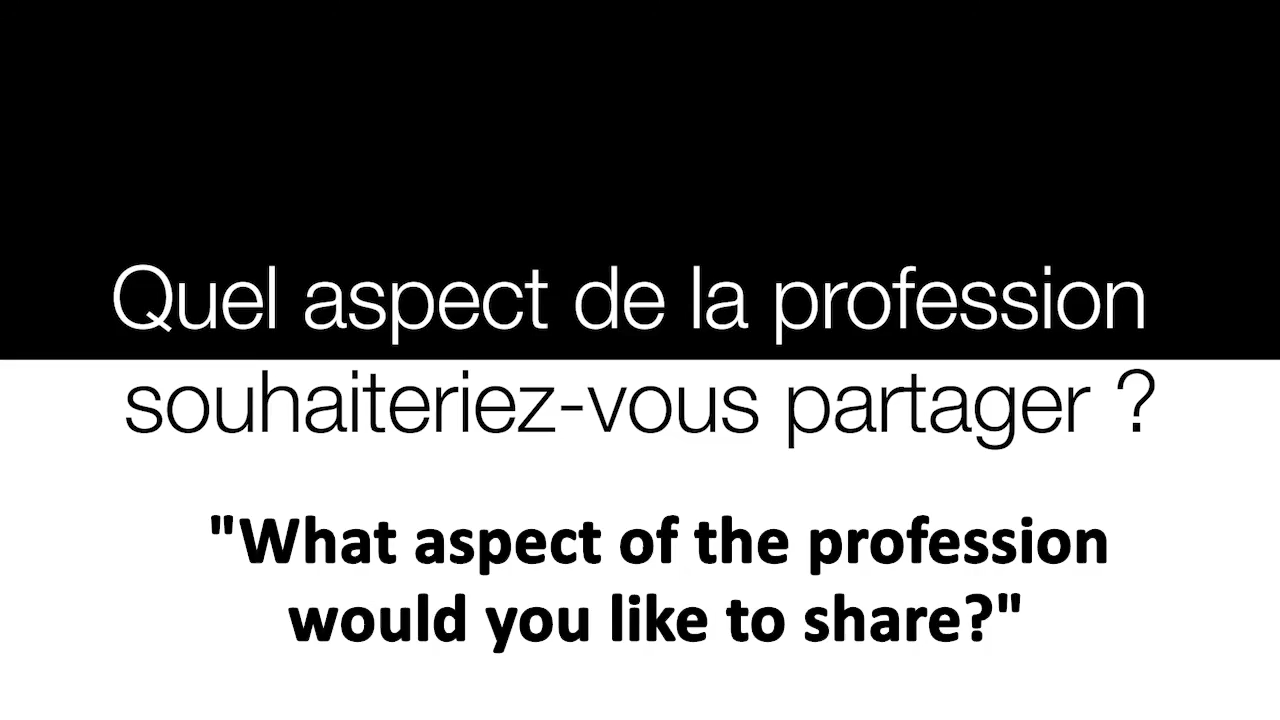 Quel aspect de la profession
souhaiteriez-vous partager ?
"What aspect of the profession
would you like to share?"